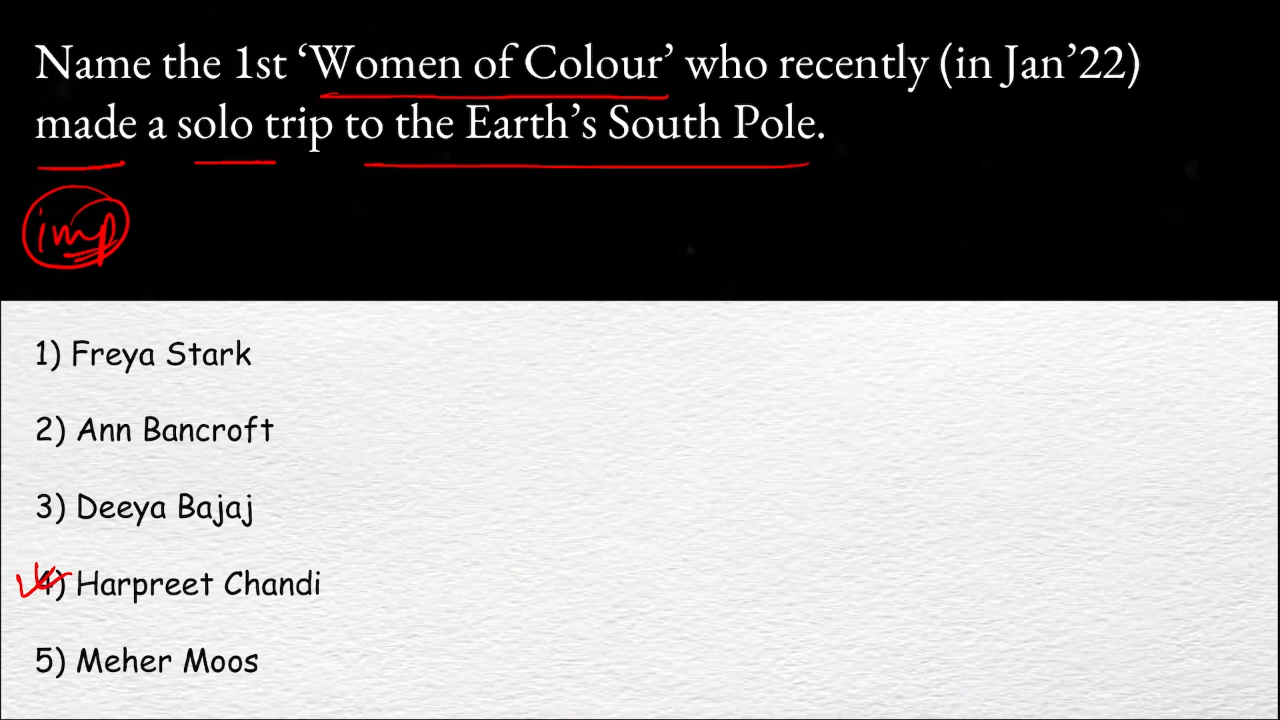 Name the 1st ‘Women of Colour’ who recently (in Jan’22)
made a solo trip to the Earth’s South Pole.
imp
1) Freya Stark
2) Ann Bancroft
3) Deeya Bajaj
4) Harpreet Chandi
5) Meher Moos